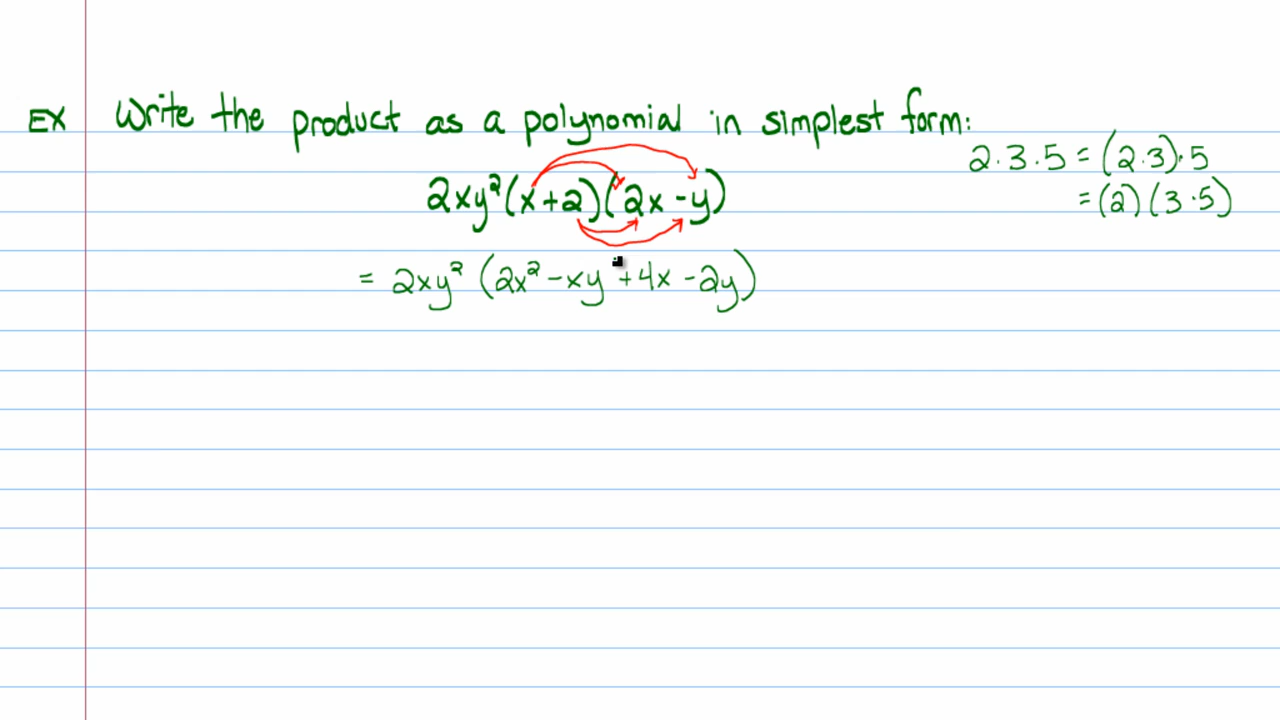 EX Write the product as a polynomial in simplest form:
2·3·5 = (2·3)·5
= (2)(3·5)
2xy²(x+2)(2x-y)
= 2xy² (2x² - xy + 4x - 2y)